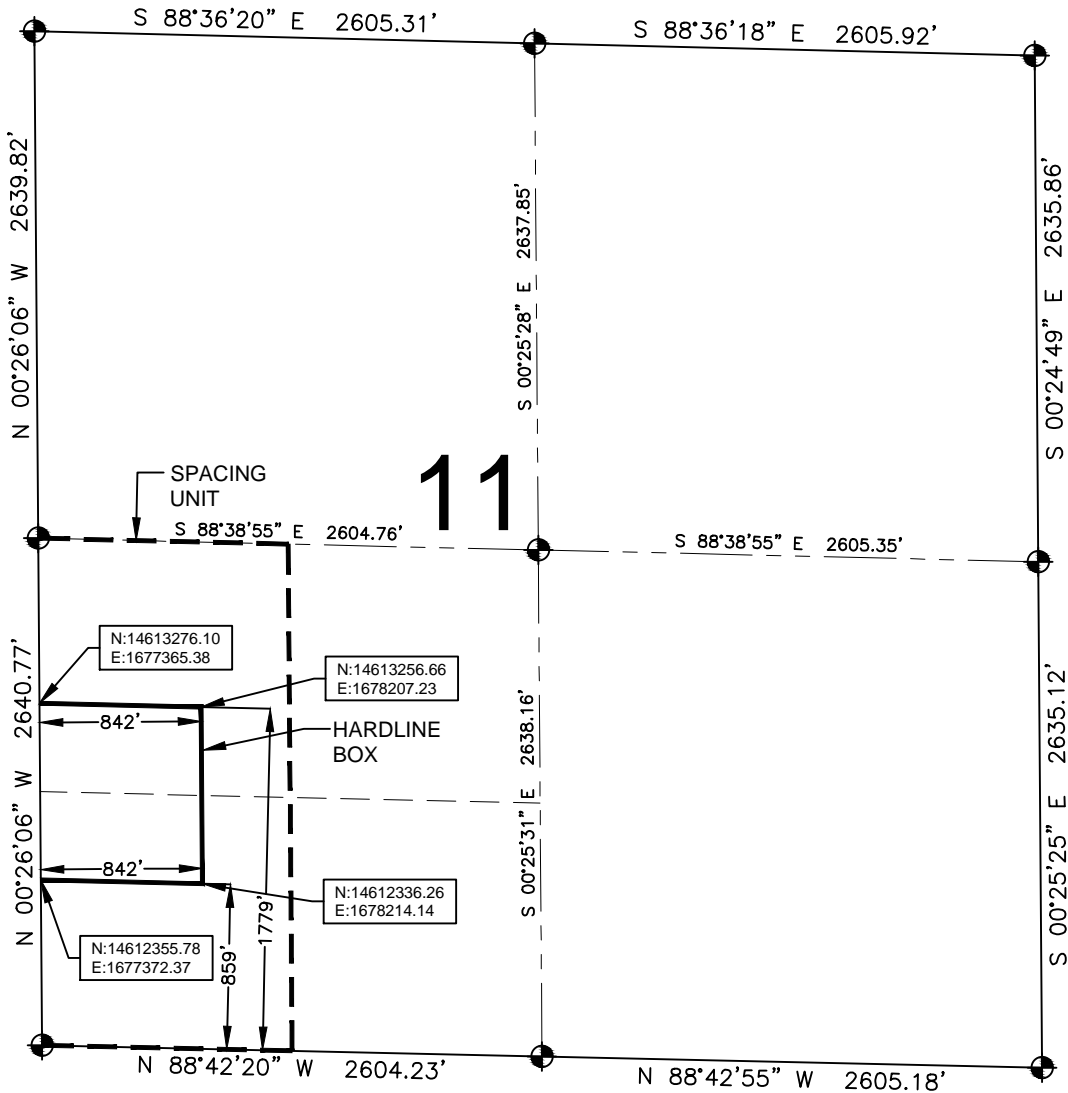 S 88°36'20" E 2605.31'
S 88°36'18" E 2605.92'
N 00°26'06" W 2639.82'
S 00°25'28" E 2637.85'
S 00°24'49" E 2635.86'
11
SPACING
UNIT
S 88°38'55" E 2604.76'
S 88°38'55" E 2605.35'
N:14613276.10
E:1677365.38
N:14613256.66
E:1678207.23
842'
HARDLINE
BOX
N 00°26'06" W 2640.77'
S 00°25'31" E 2638.16'
S 00°25'25" E 2635.12'
842'
N:14612336.26
E:1678214.14
1779'
859'
N:14612355.78
E:1677372.37
N 88°42'20" W 2604.23'
N 88°42'55" W 2605.18'